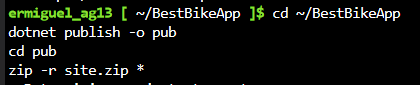 ermiguel_ag13 [ ~/BestBikeApp ]$ cd ~/BestBikeApp
dotnet publish -o pub
cd pub
zip -r site.zip *